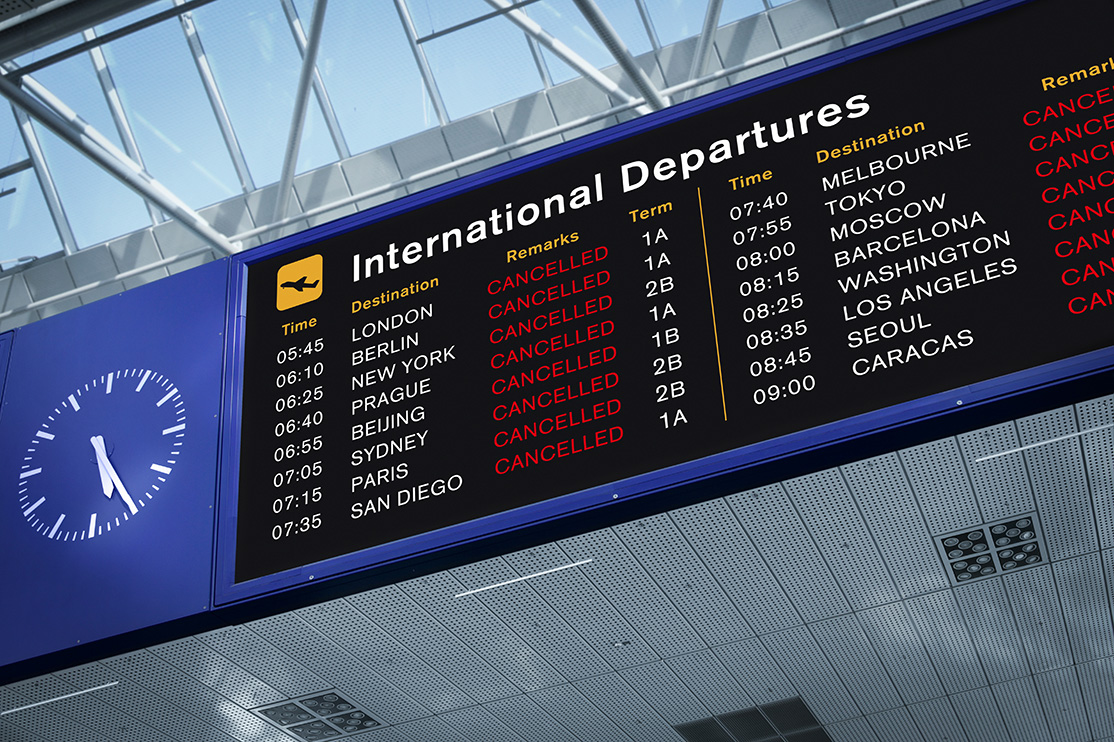 International Departures
Time Destination Remarks Term
05:45 LONDON CANCELLED 1A
06:10 BERLIN CANCELLED 1A
06:25 NEW YORK CANCELLED 2B
06:40 PRAGUE CANCELLED 1A
06:55 BEIJING CANCELLED 1B
07:05 SYDNEY CANCELLED 2B
07:15 PARIS CANCELLED 2B
07:35 SAN DIEGO CANCELLED 1A
Time Destination
07:40 MELBOURNE
07:55 TOKYO
08:00 MOSCOW
08:15 BARCELONA
08:25 WASHINGTON
08:35 LOS ANGELES
08:45 SEOUL
09:00 CARACAS